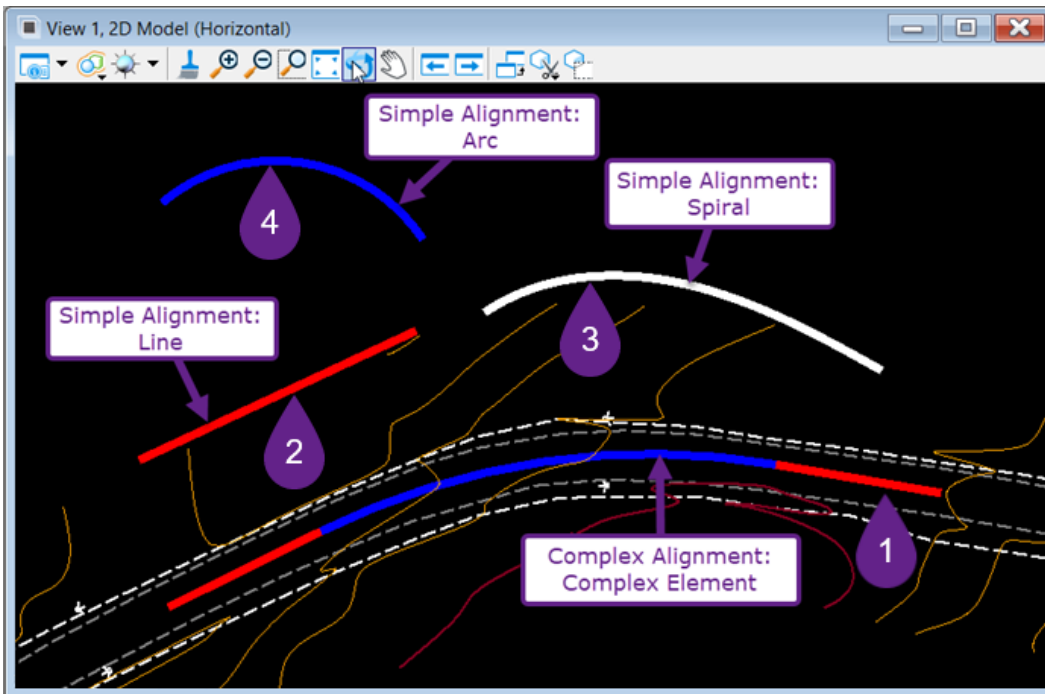 View 1, 2D Model (Horizontal)
Simple Alignment:
Arc
4
Simple Alignment:
Spiral
3
Simple Alignment:
Line
2
1
Complex Alignment:
Complex Element